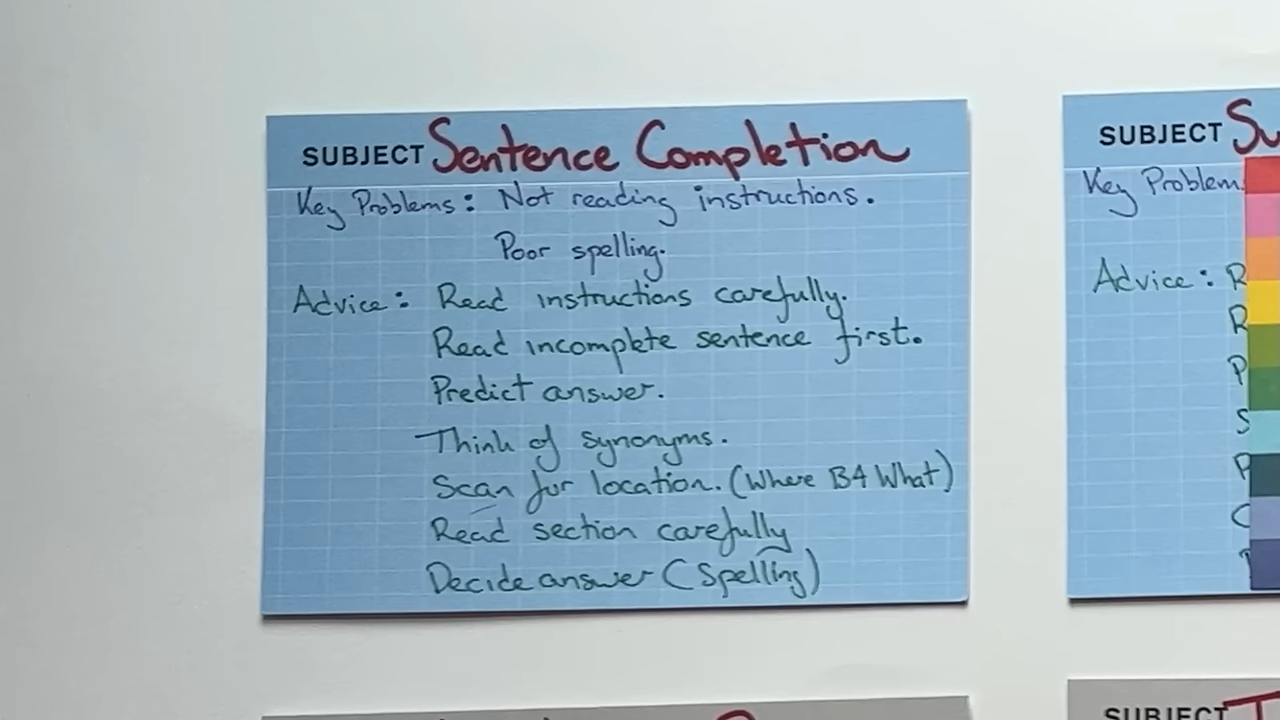 SUBJECT Sentence Completion
Key Problems: Not reading instructions.
Poor spelling.
Advice: Read instructions carefully.
Read incomplete sentence first.
Predict answer.
Think of synonyms.
Scan for location. (Where B4 What)
Read section carefully
Decide answer (Spelling)
SUBJECT Su
Key Problem
Advice: R
R
P
S
P
C
SUBJECT T